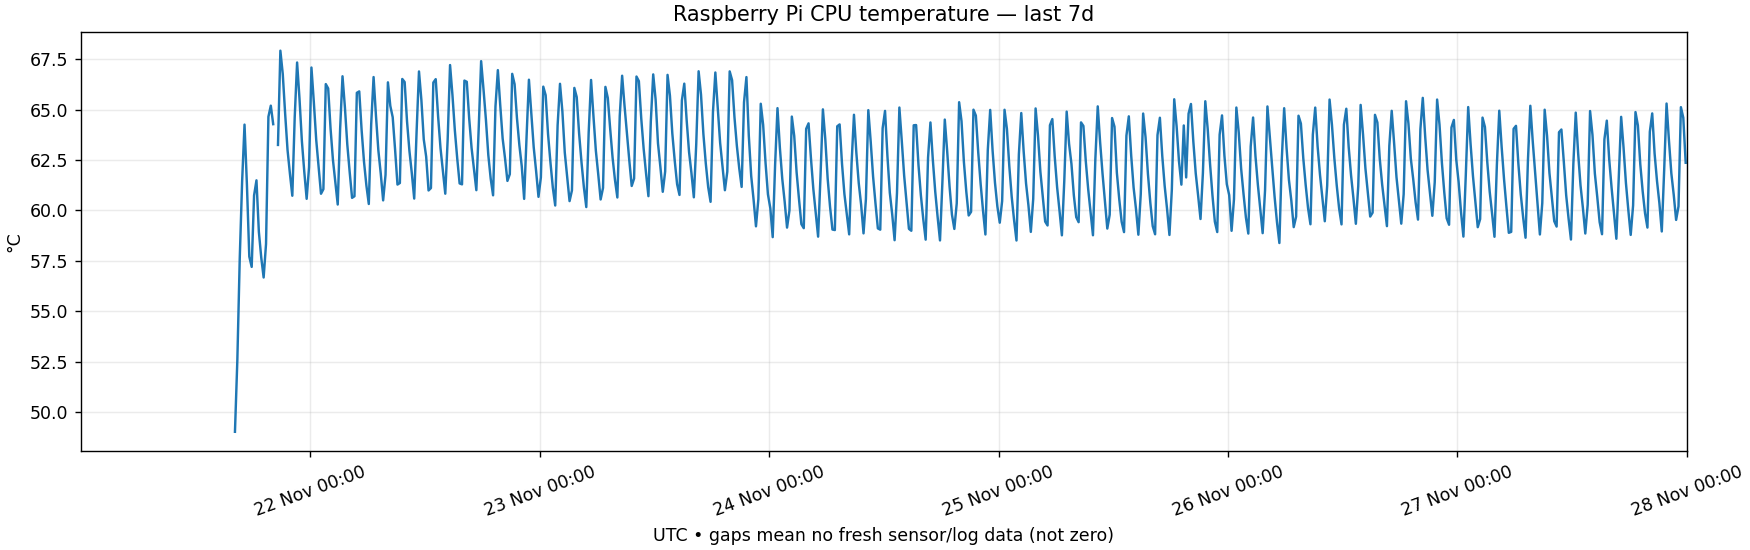 Raspberry Pi CPU temperature — last 7d
67.5
65.0
62.5
60.0
57.5
55.0
52.5
50.0
°C
22 Nov 00:00
23 Nov 00:00
24 Nov 00:00
25 Nov 00:00
26 Nov 00:00
27 Nov 00:00
28 Nov 00:00
UTC • gaps mean no fresh sensor/log data (not zero)